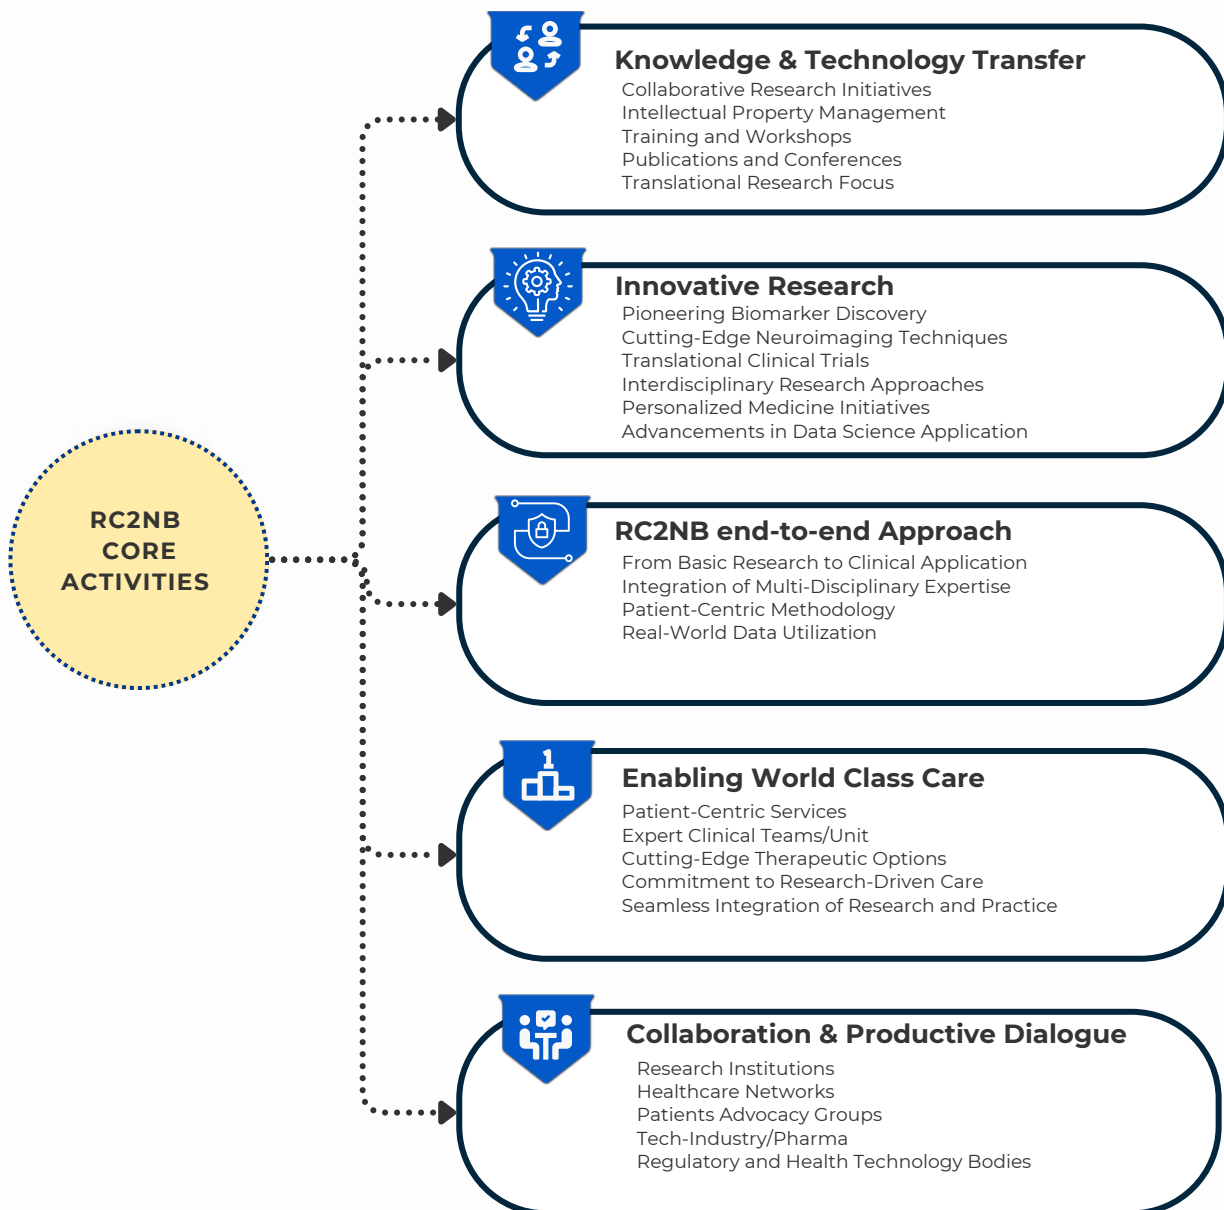 Knowledge & Technology Transfer
Collaborative Research Initiatives
Intellectual Property Management
Training and Workshops
Publications and Conferences
Translational Research Focus
Innovative Research
Pioneering Biomarker Discovery
Cutting-Edge Neuroimaging Techniques
Translational Clinical Trials
Interdisciplinary Research Approaches
Personalized Medicine Initiatives
Advancements in Data Science Application
RC2NB
CORE
ACTIVITIES
RC2NB end-to-end Approach
From Basic Research to Clinical Application
Integration of Multi-Disciplinary Expertise
Patient-Centric Methodology
Real-World Data Utilization
1
Enabling World Class Care
Patient-Centric Services
Expert Clinical Teams/Unit
Cutting-Edge Therapeutic Options
Commitment to Research-Driven Care
Seamless Integration of Research and Practice
Collaboration & Productive Dialogue
Research Institutions
Healthcare Networks
Patients Advocacy Groups
Tech-Industry/Pharma
Regulatory and Health Technology Bodies